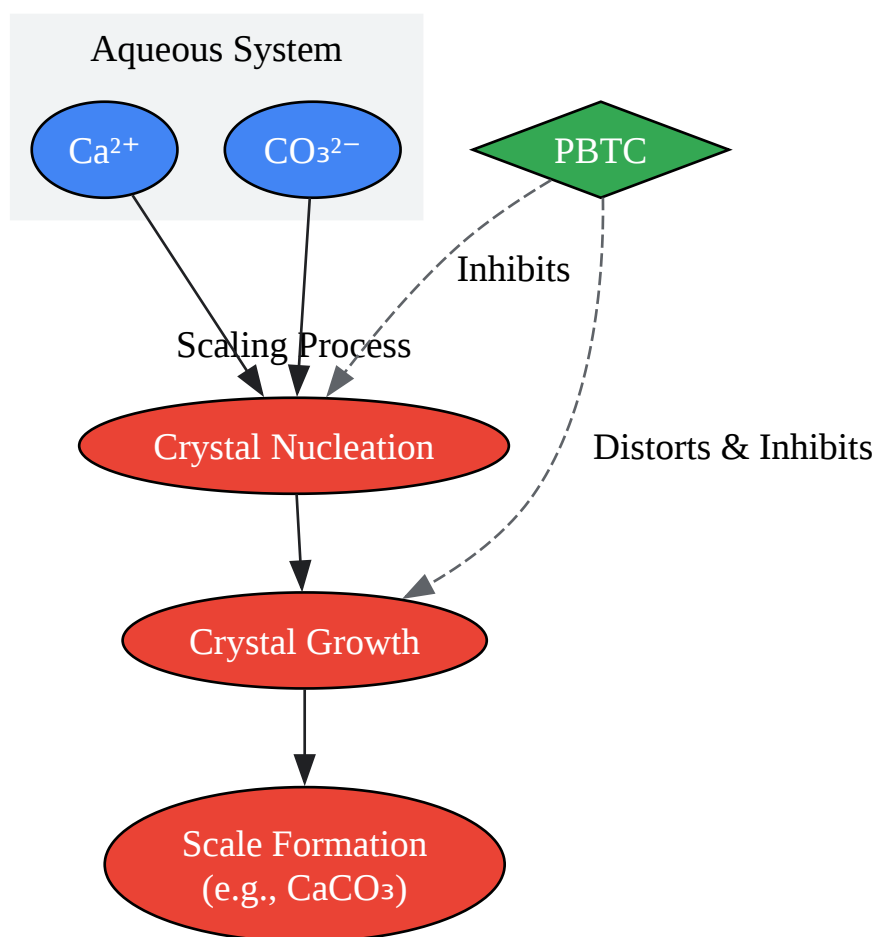 Aqueous System
Ca²⁺
CO₃²⁻
PBTC
Inhibits
Scaling Process
Crystal Nucleation
Distorts & Inhibits
Crystal Growth
Scale Formation
(e.g., CaCO₃)